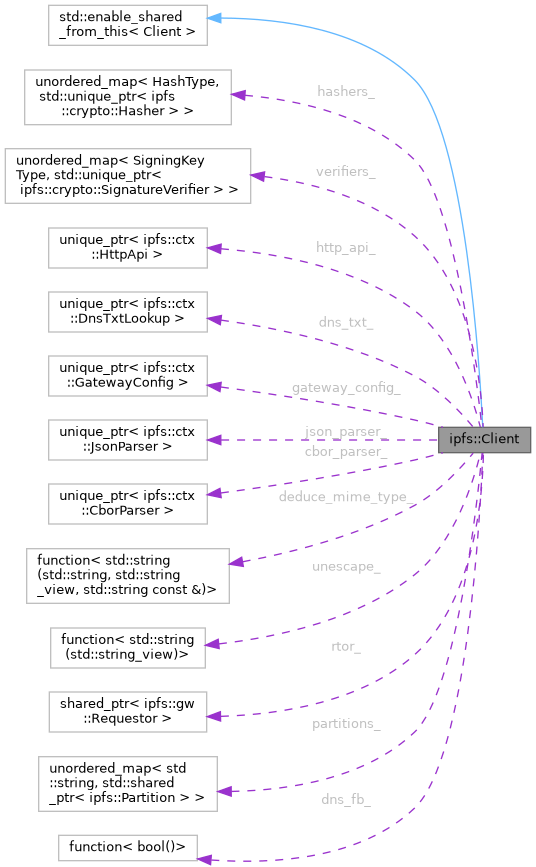 std::enable_shared
_from_this< Client >
unordered_map< HashType,
std::unique_ptr< ipfs
::crypto::Hasher > >
hashers_
unordered_map< SigningKey
Type, std::unique_ptr<
ipfs::crypto::SignatureVerifier > >
verifiers_
unique_ptr< ipfs::ctx
::HttpApi >
http_api_
unique_ptr< ipfs::ctx
::DnsTxtLookup >
dns_txt_
unique_ptr< ipfs::ctx
::GatewayConfig >
gateway_config_
unique_ptr< ipfs::ctx
::JsonParser >
json_parser_
ipfs::Client
cbor_parser_
unique_ptr< ipfs::ctx
::CborParser >
deduce_mime_type_
function< std::string
(std::string, std::string
_view, std::string const &)>
unescape_
function< std::string
(std::string_view)>
rtor_
shared_ptr< ipfs::gw
::Requestor >
partitions_
unordered_map< std
::string, std::shared
_ptr< ipfs::Partition > >
dns_fb_
function< bool()>